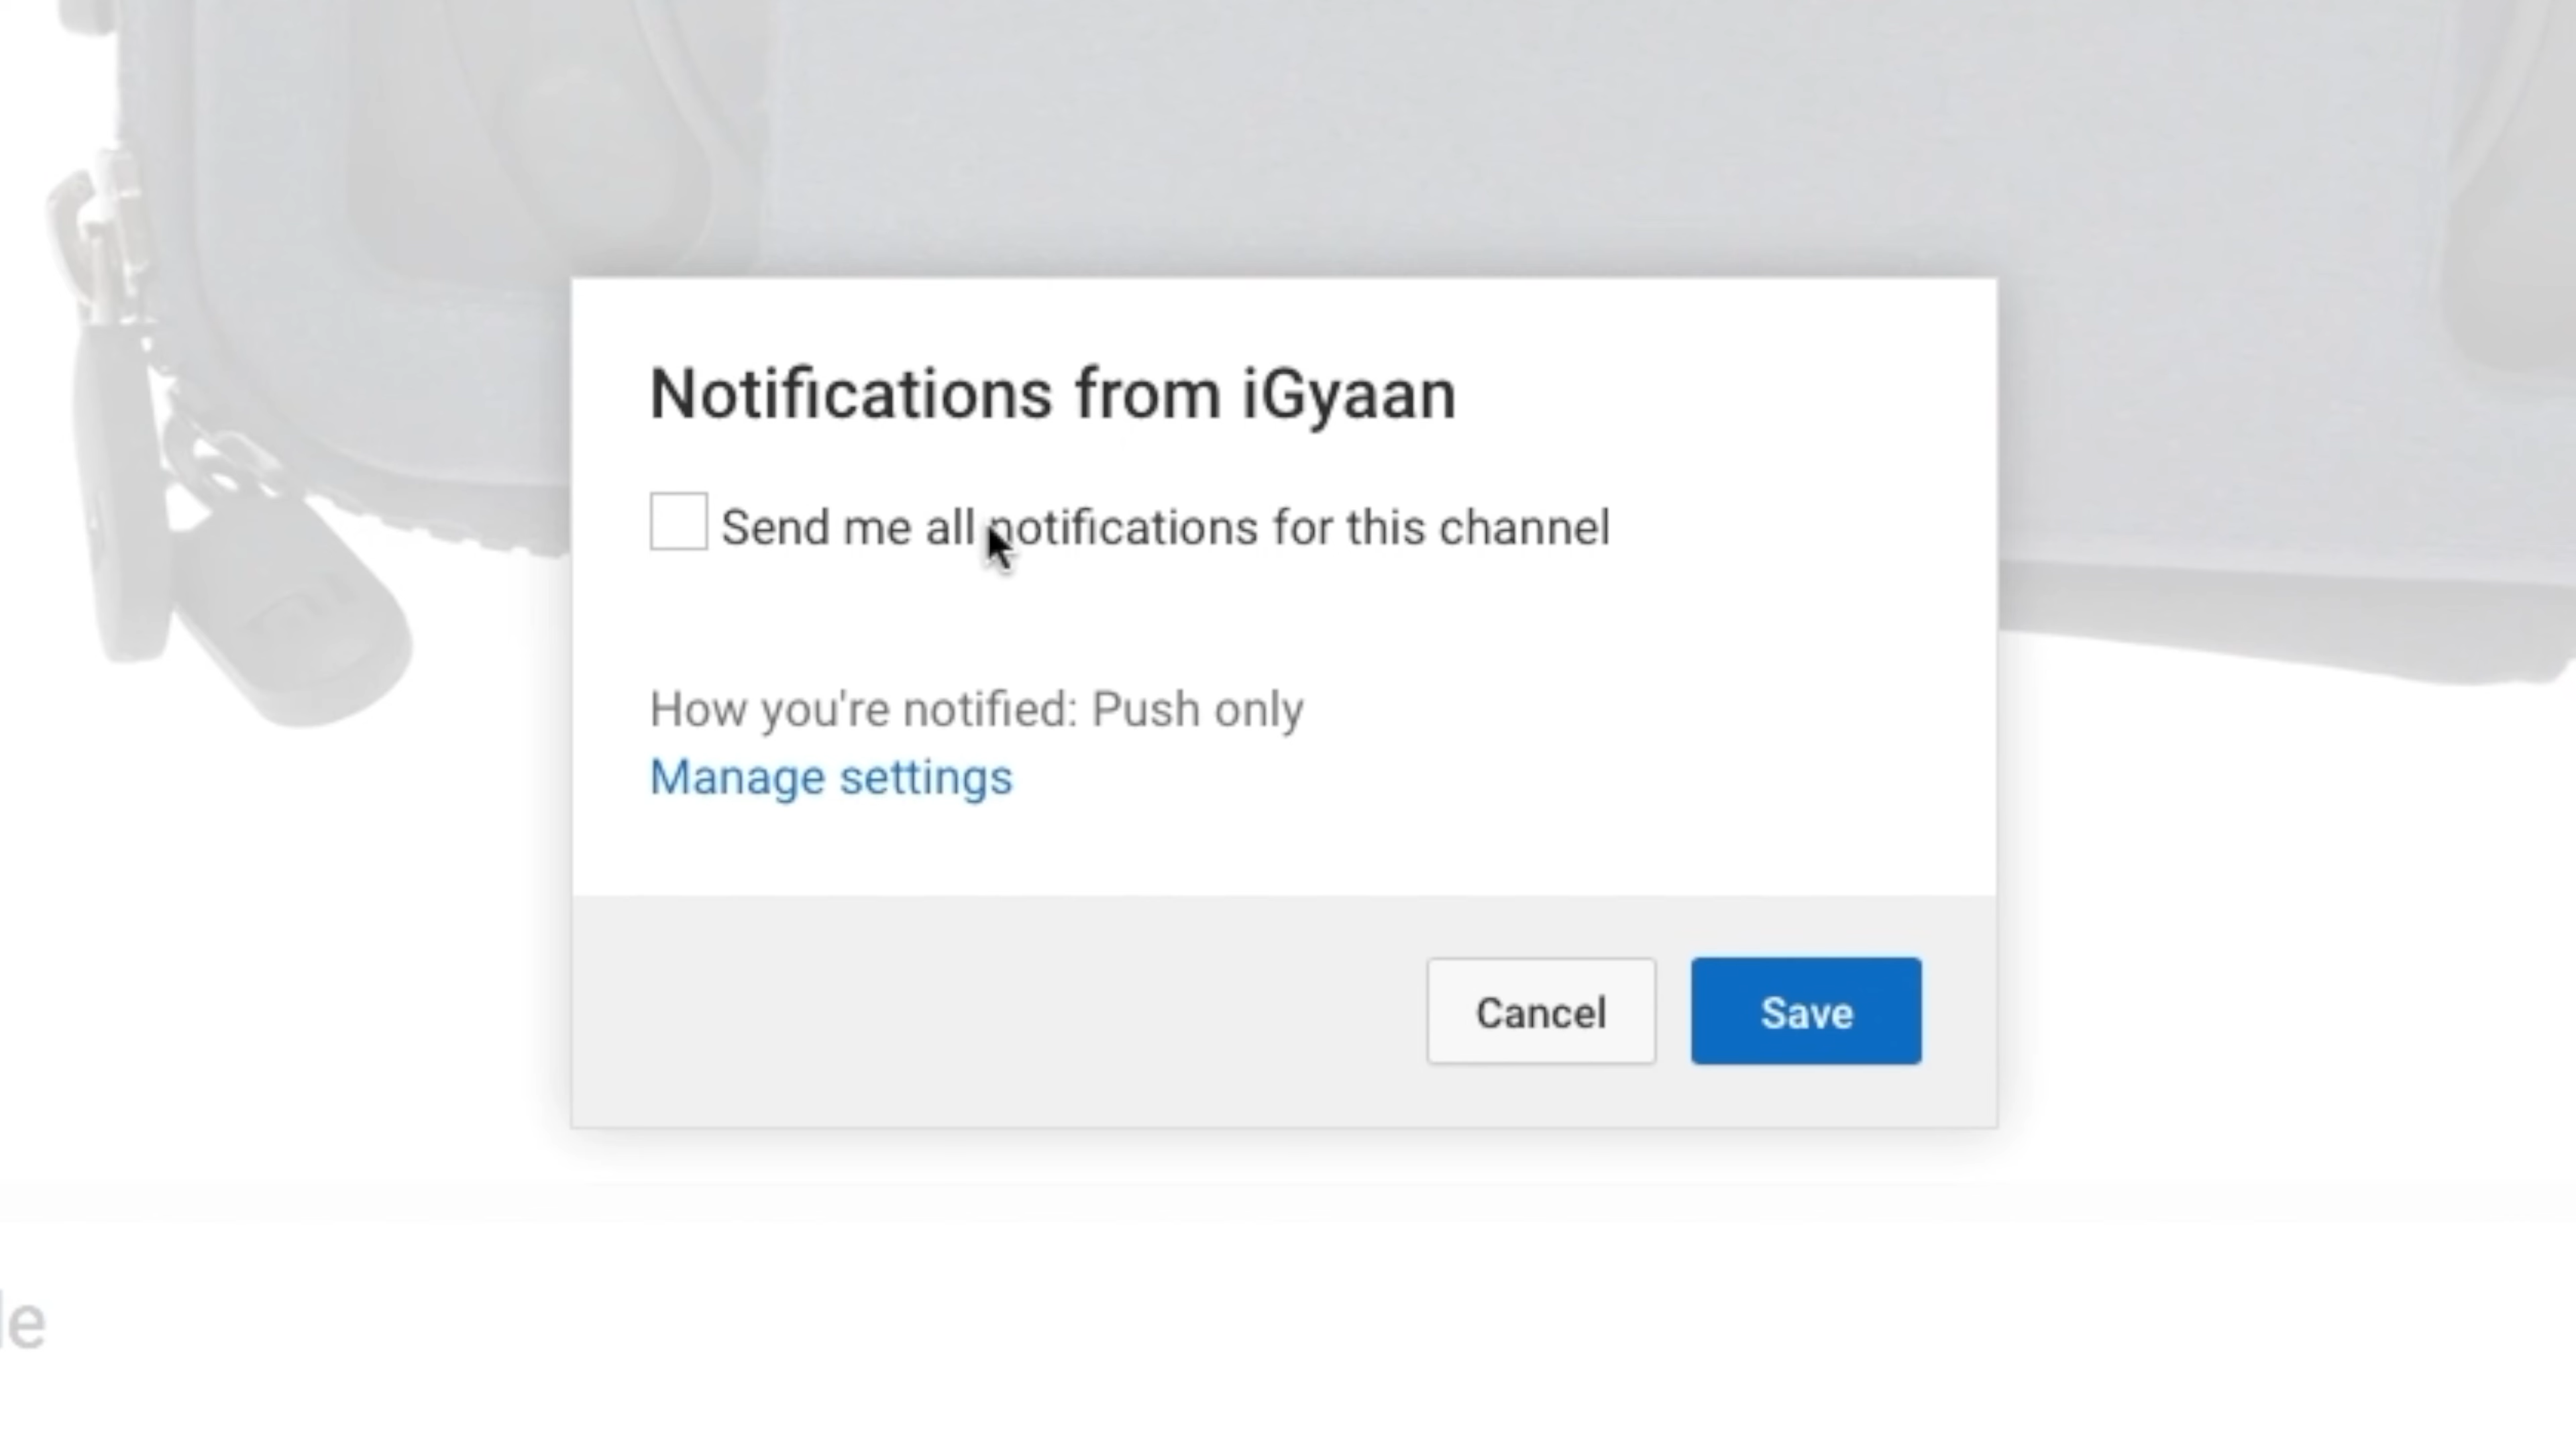 Notifications from iGyaan
Send me all notifications for this channel
How you're notified: Push only
Manage settings
Cancel
Save
le